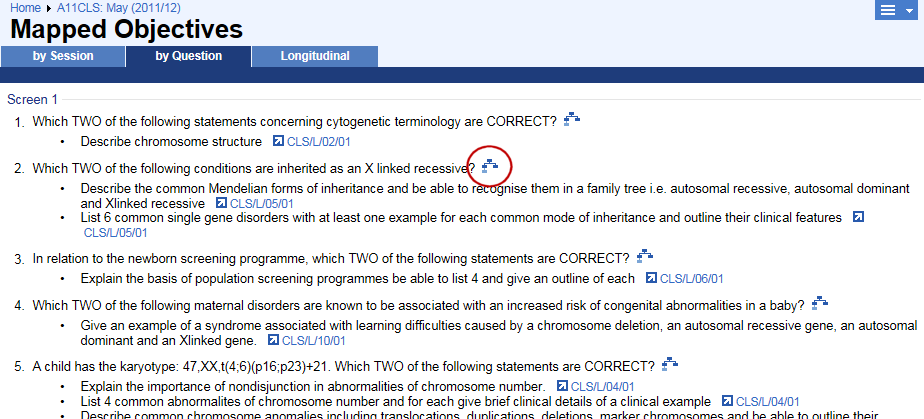 Home A11CLS: May (2011/12)
Mapped Objectives
by Session by Question Longitudinal
Screen 1
1. Which TWO of the following statements concerning cytogenetic terminology are CORRECT?
• Describe chromosome structure CLS/L/02/01
2. Which TWO of the following conditions are inherited as an X linked recessive?
• Describe the common Mendelian forms of inheritance and be able to recognise them in a family tree i.e. autosomal recessive, autosomal dominant
and Xlinked recessive CLS/L/05/01
• List 6 common single gene disorders with at least one example for each common mode of inheritance and outline their clinical features
CLS/L/05/01
3. In relation to the newborn screening programme, which TWO of the following statements are CORRECT?
• Explain the basis of population screening programmes be able to list 4 and give an outline of each CLS/L/06/01
4. Which TWO of the following maternal disorders are known to be associated with an increased risk of congenital abnormalities in a baby?
• Give an example of a syndrome associated with learning difficulties caused by a chromosome deletion, an autosomal recessive gene, an autosomal
dominant and an Xlinked gene. CLS/L/10/01
5. A child has the karyotype: 47,XX,t(4;6)(p16;p23)+21. Which TWO of the following statements are CORRECT?
• Explain the importance of nondisjunction in abnormalities of chromosome number. CLS/L/04/01
• List 4 common abnormalites of chromosome number and for each give brief clinical details of a clinical example CLS/L/04/01
• Describe common chromosome anomalies including translocations, duplications, deletions, marker chromosomes and be able to outline their